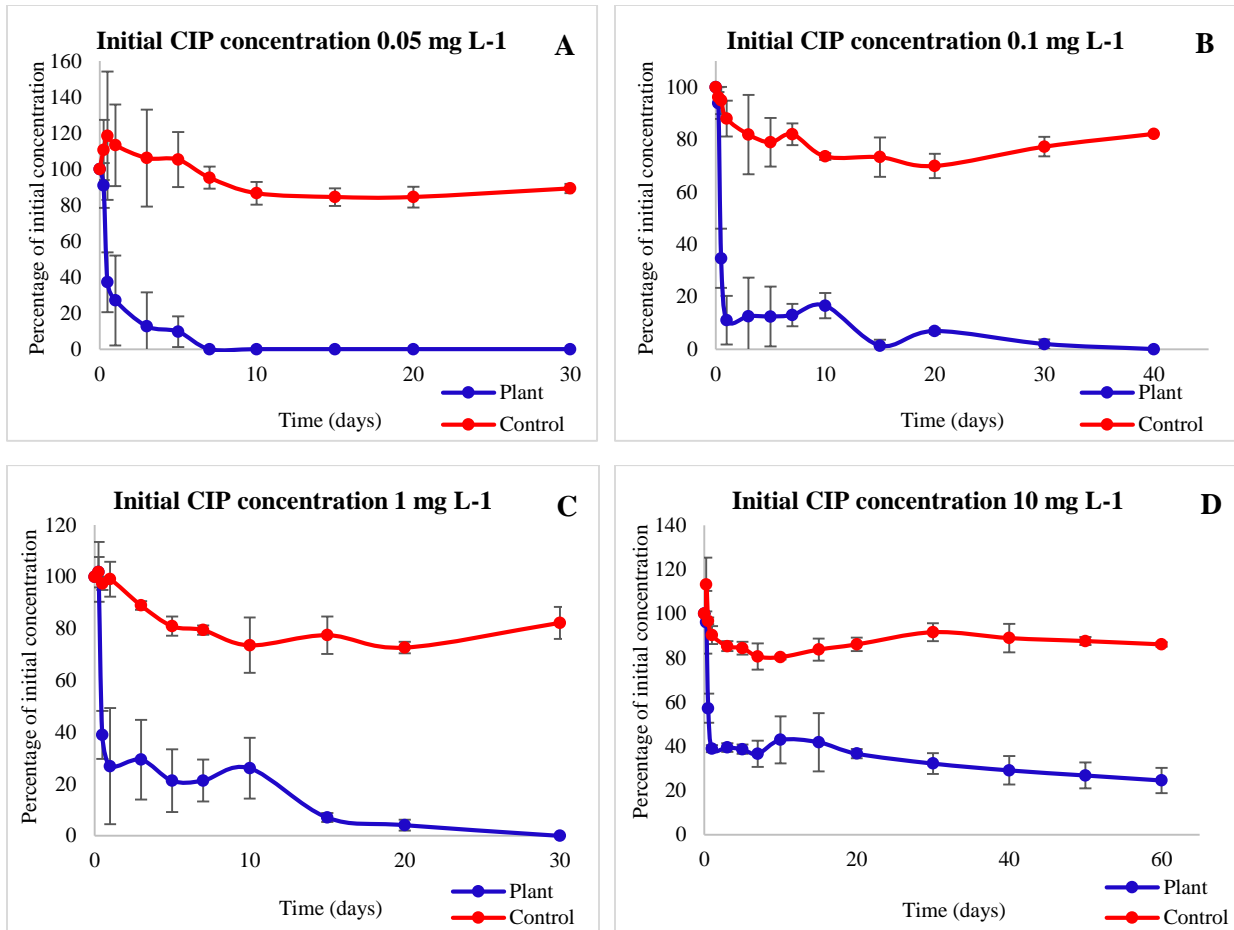 Initial CIP concentration 0.05 mg L-1
A
Percentage of initial concentration
160
140
120
100
80
60
40
20
0
0
10
20
30
Time (days)
Plant
Control
Initial CIP concentration 0.1 mg L-1
B
Percentage of initial concentration
100
80
60
40
20
0
0
10
20
30
40
Time (days)
Plant
Control
Initial CIP concentration 1 mg L-1
C
Percentage of initial concentration
120
100
80
60
40
20
0
0
10
20
30
Time (days)
Plant
Control
Initial CIP concentration 10 mg L-1
D
Percentage of initial concentration
140
120
100
80
60
40
20
0
0
20
40
60
Time (days)
Plant
Control